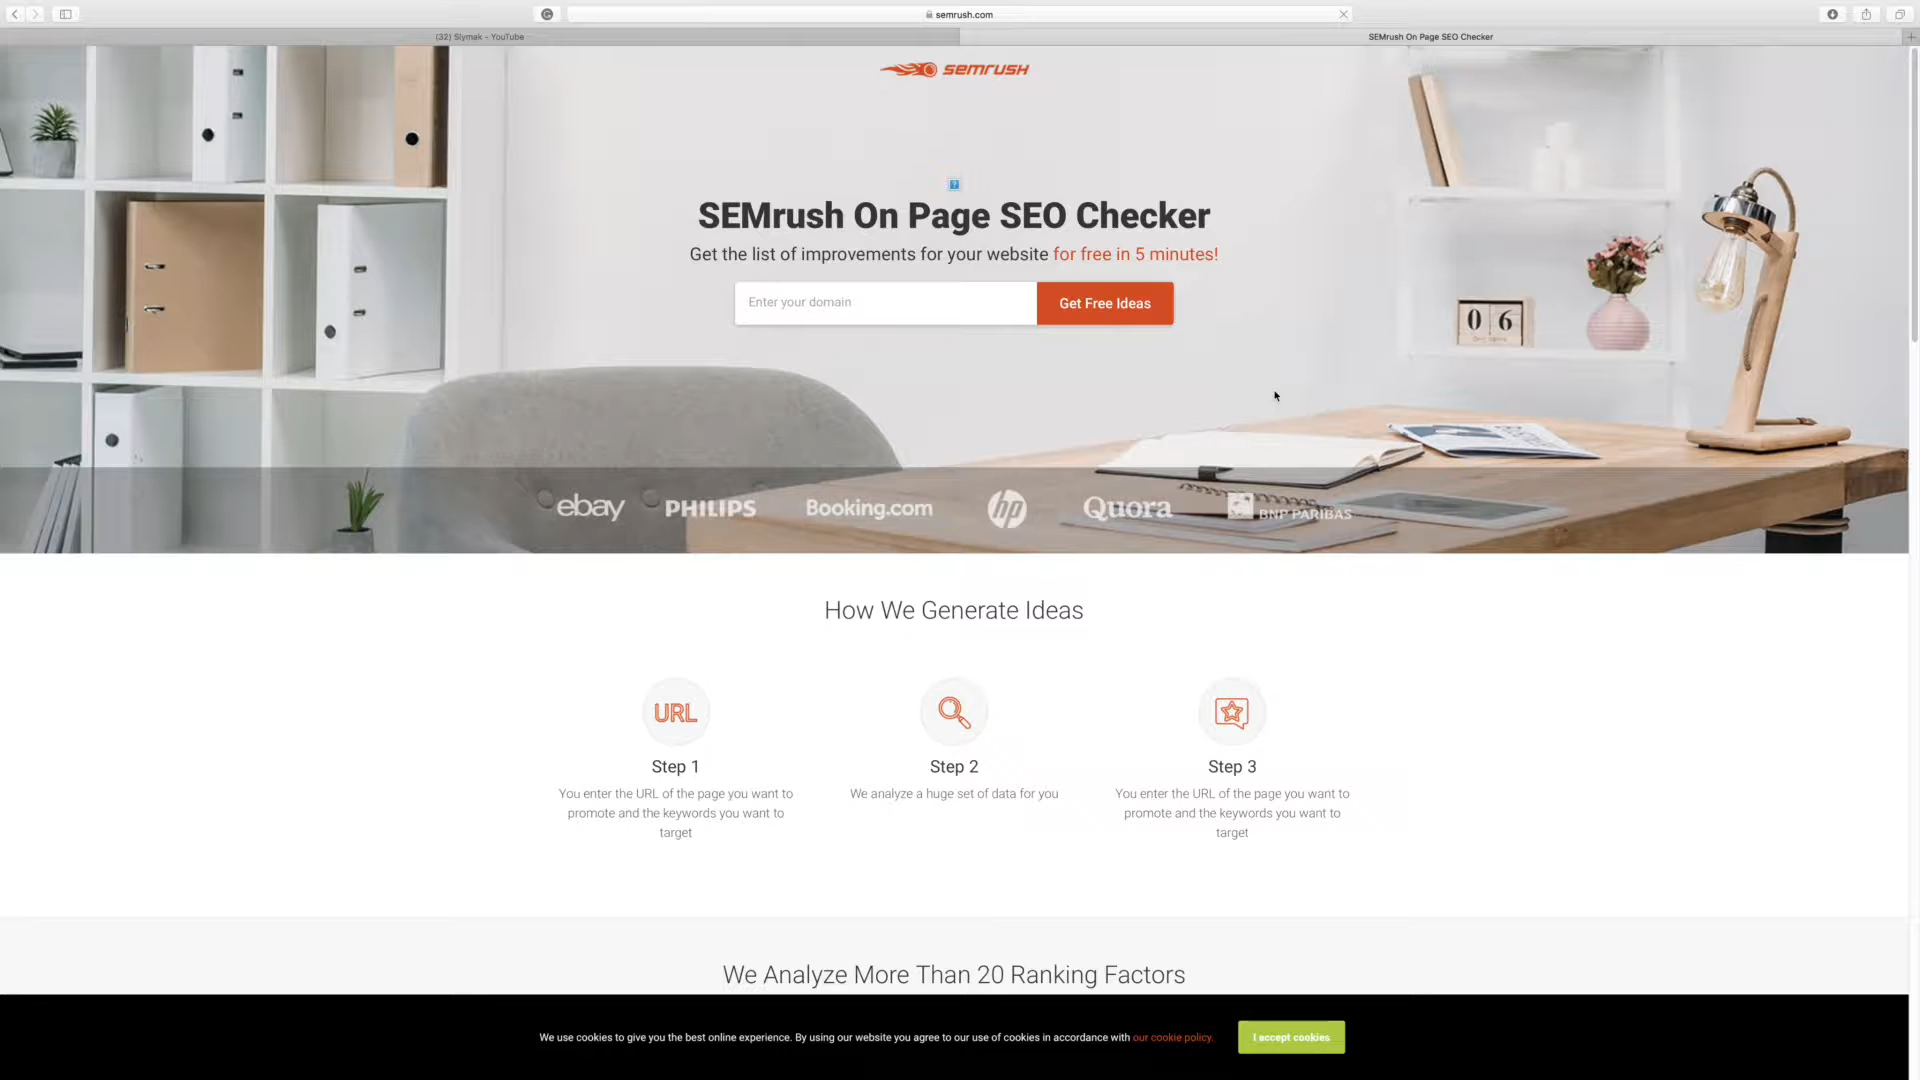 semrush.com
(32) Slymak - YouTube
SEMrush On Page SEO Checker
semrush
?
SEMrush On Page SEO Checker
Get the list of improvements for your website for free in 5 minutes!
Enter your domain
Get Free Ideas
06
ebay
PHILIPS
Booking.com
hp
Quora
BNP PARIBAS
How We Generate Ideas
URL
Step 1
You enter the URL of the page you want to
promote and the keywords you want to
target
Step 2
We analyze a huge set of data for you
Step 3
You enter the URL of the page you want to
promote and the keywords you want to
target
We Analyze More Than 20 Ranking Factors
We use cookies to give you the best online experience. By using our website you agree to our use of cookies in accordance with our cookie policy.
I accept cookies